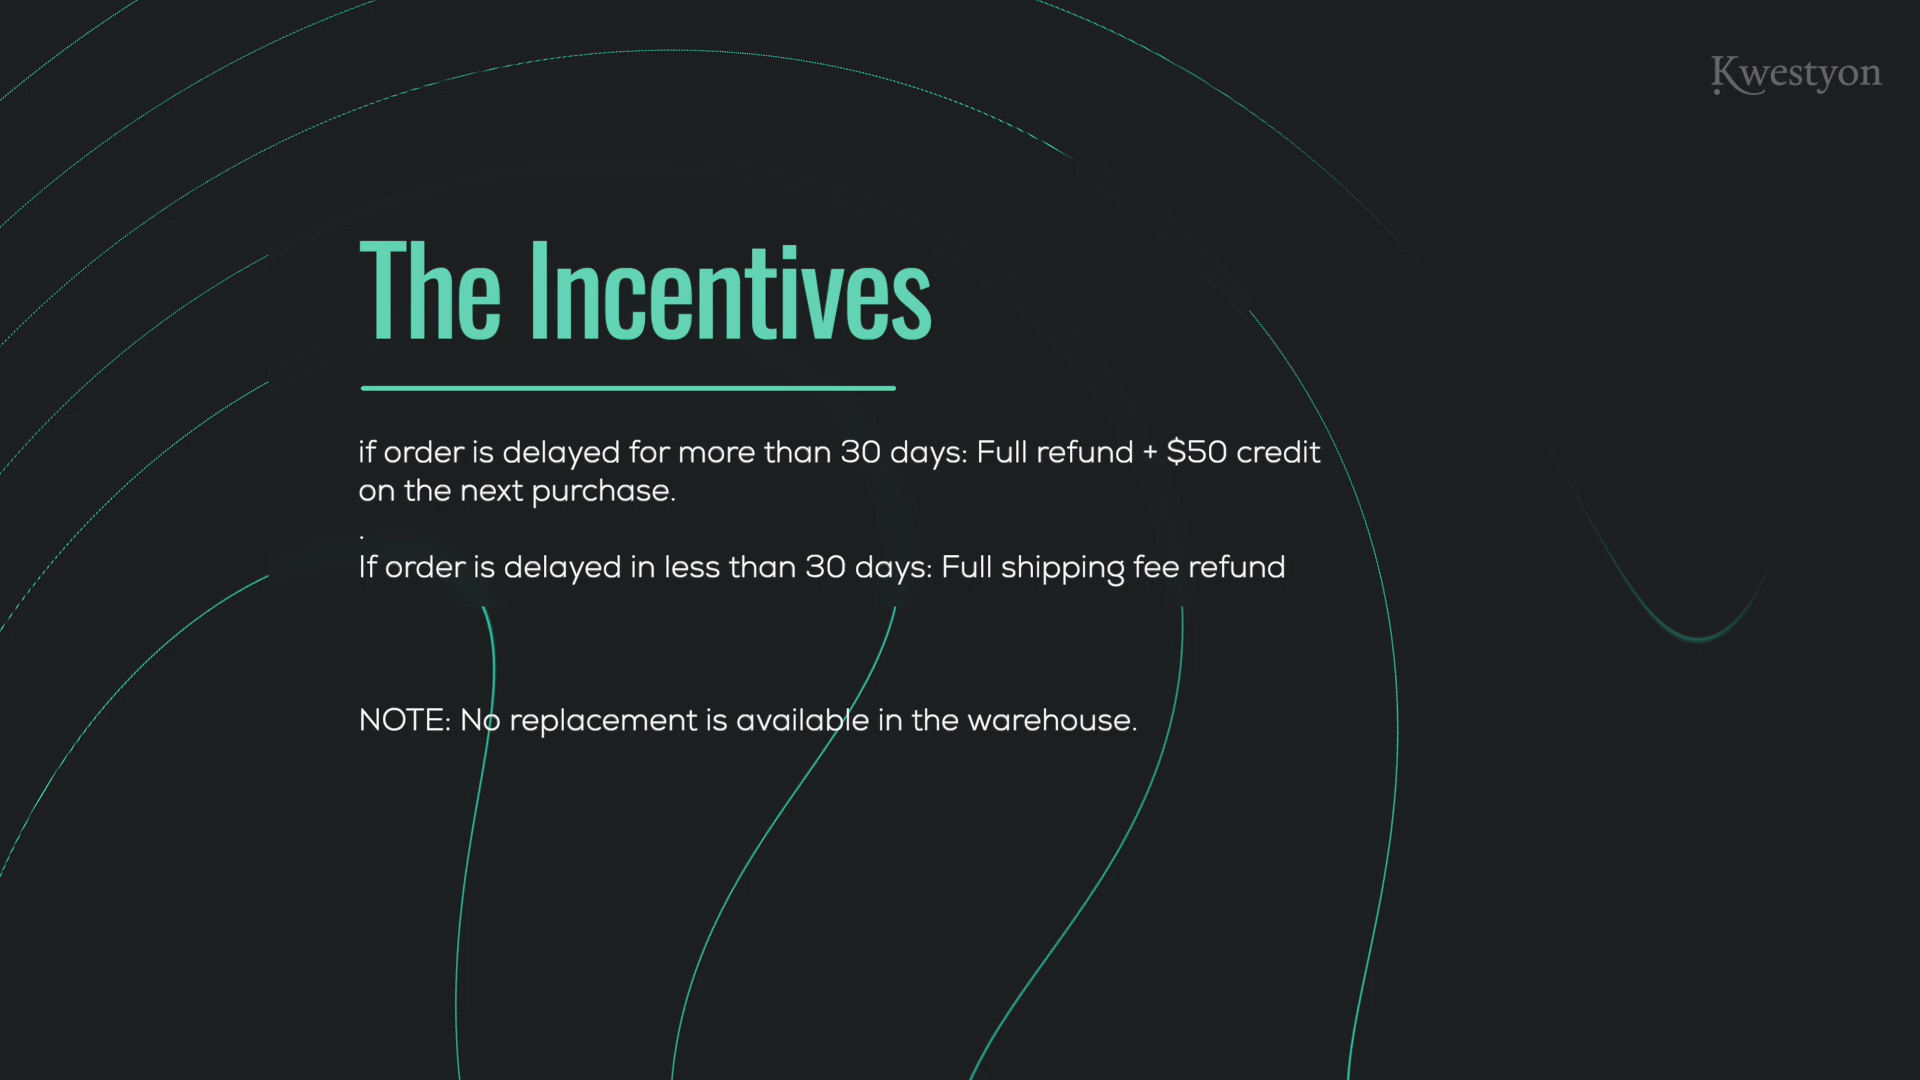 Kwestyon
The Incentives
if order is delayed for more than 30 days: Full refund + $50 credit
on the next purchase.
.
If order is delayed in less than 30 days: Full shipping fee refund
NOTE: No replacement is available in the warehouse.